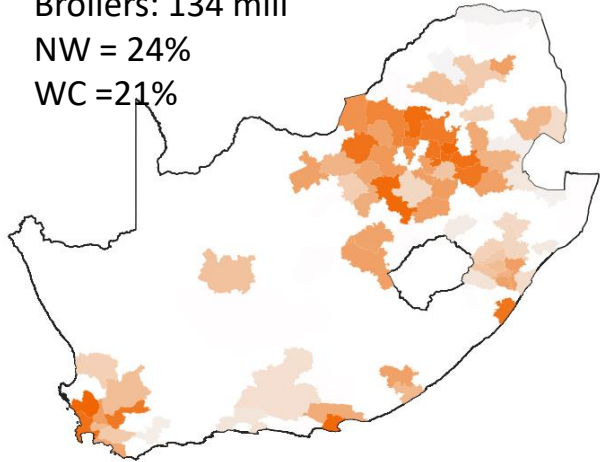 Broilers: 134 mill
NW = 24%
WC =21%